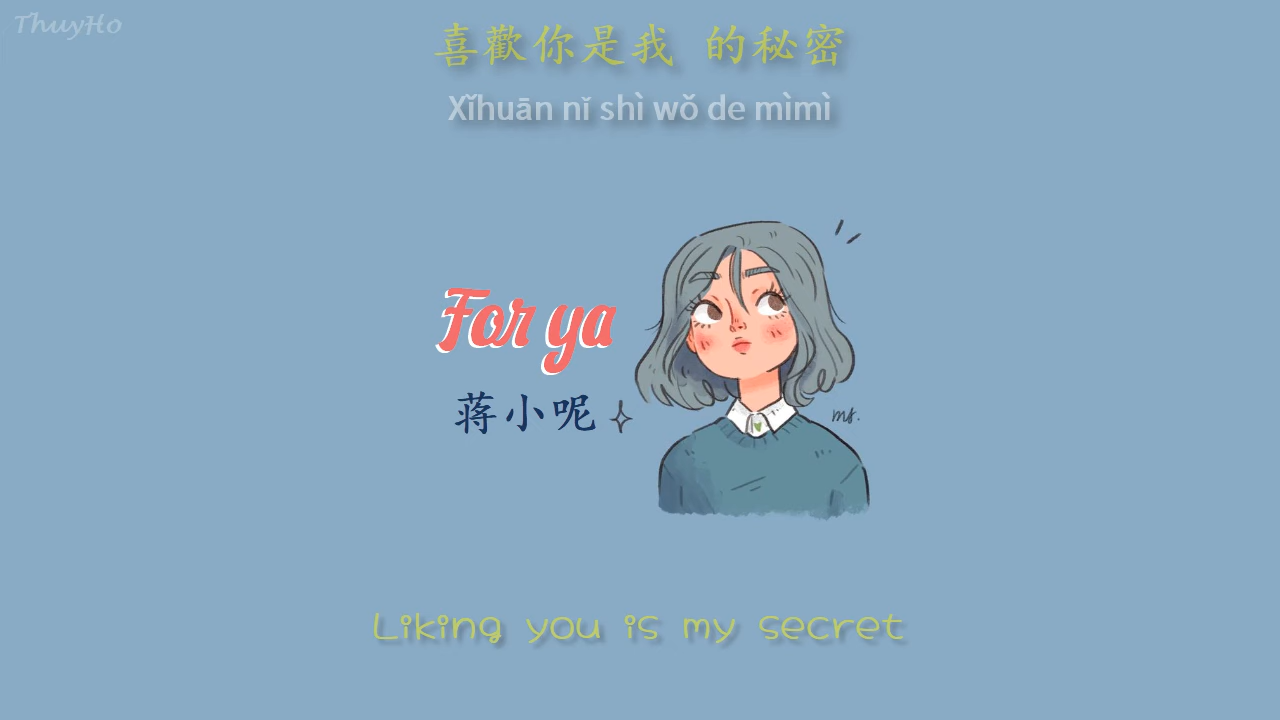 ThuyHo
喜歡你是我 的秘密
Xǐhuān nǐ shì wǒ de mìmì
For ya
蒋小呢
ms.
Liking you is my secret